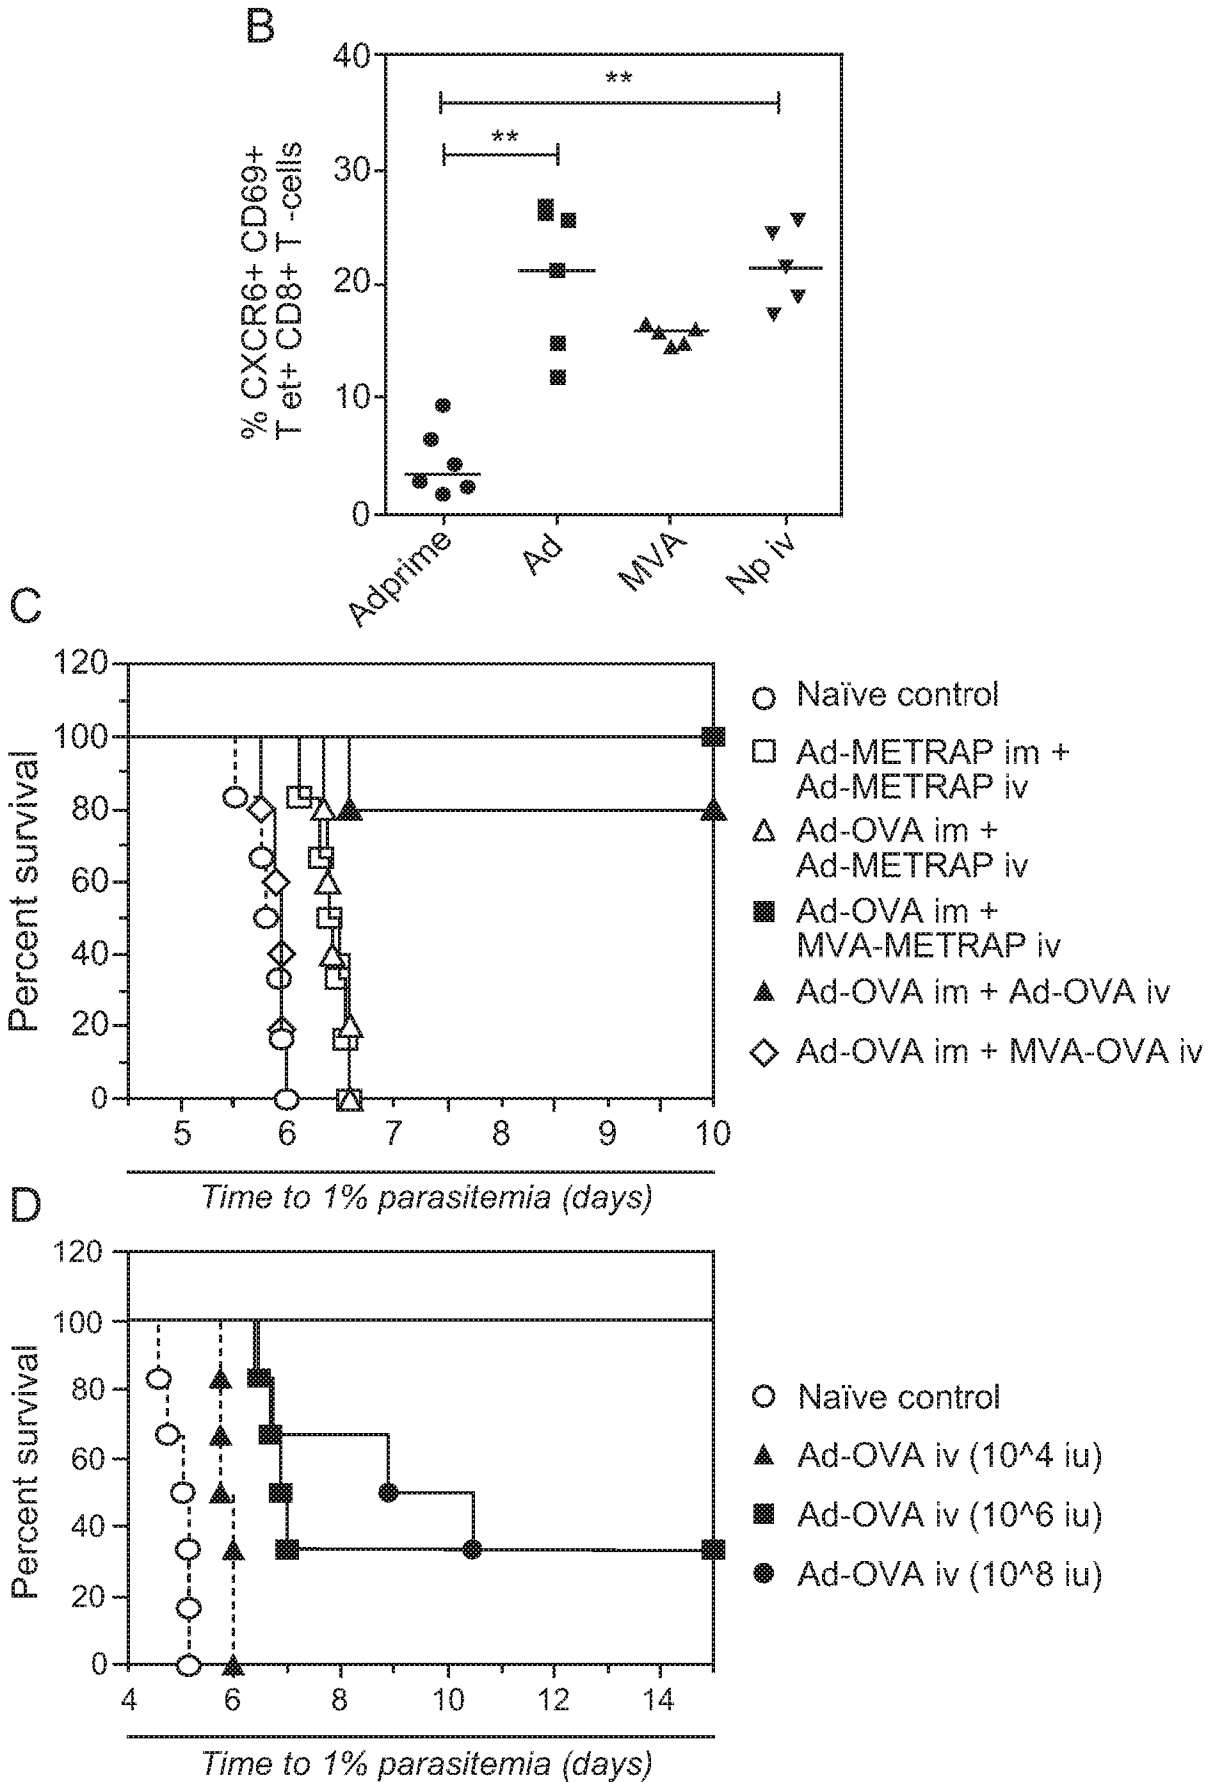 B
40
30
20
10
0
% CXCR6+ CD69+
T et+ CD8+ T -cells
**
**
Adprime
Ad
MVA
Np iv
C
120
100
80
60
40
20
0
Percent survival
5
6
7
8
9
10
Time to 1% parasitemia (days)
Naïve control
Ad-METRAP im +
Ad-METRAP iv
Ad-OVA im +
Ad-METRAP iv
Ad-OVA im +
MVA-METRAP iv
Ad-OVA im + Ad-OVA iv
Ad-OVA im + MVA-OVA iv
D
120
100
80
60
40
20
0
Percent survival
4
6
8
10
12
14
Time to 1% parasitemia (days)
Naïve control
Ad-OVA iv (10^4 iu)
Ad-OVA iv (10^6 iu)
Ad-OVA iv (10^8 iu)